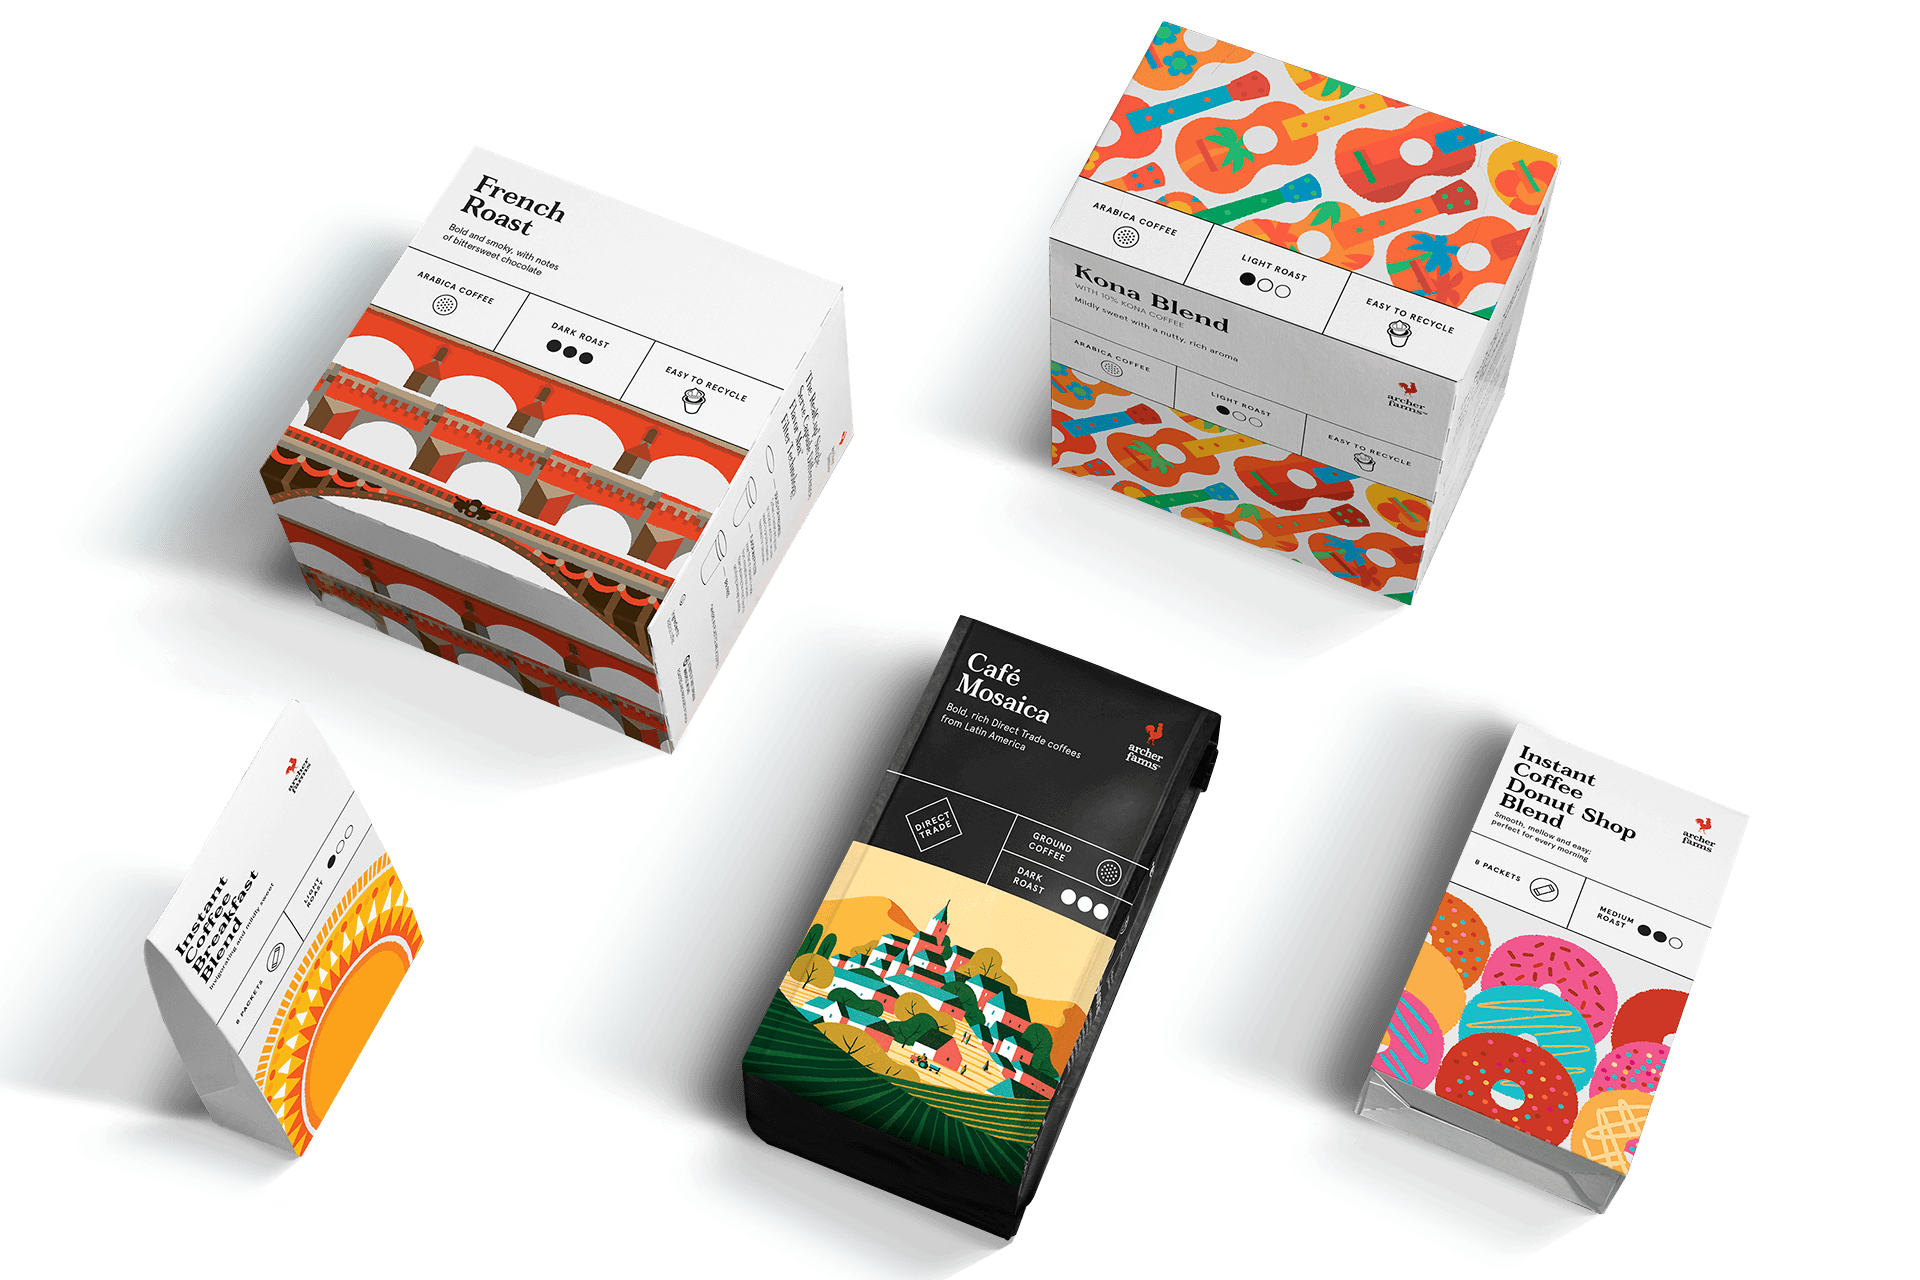 French
Roast
Bold and smoky, with notes
of bittersweet chocolate
ARABICA COFFEE
DARK ROAST
EASY TO RECYCLE
ARABICA COFFEE
LIGHT ROAST
EASY TO RECYCLE
Kona Blend
WITH 10% KONA COFFEE
Mildly sweet with a nutty, rich aroma
archer
farms™
ARABICA COFFEE
LIGHT ROAST
EASY TO RECYCLE
archer
farms
Instant
Coffee
Breakfast
Blend
Invigorating and mildly sweet
8 PACKETS
LIGHT
ROAST
Café
Mosaica
Bold, rich Direct Trade coffees
from Latin America
archer
farms™
DIRECT
TRADE
GROUND
COFFEE
DARK
ROAST
Instant
Coffee
Donut Shop
Blend
Smooth, mellow and easy;
perfect for every morning
archer
farms
8 PACKETS
MEDIUM
ROAST